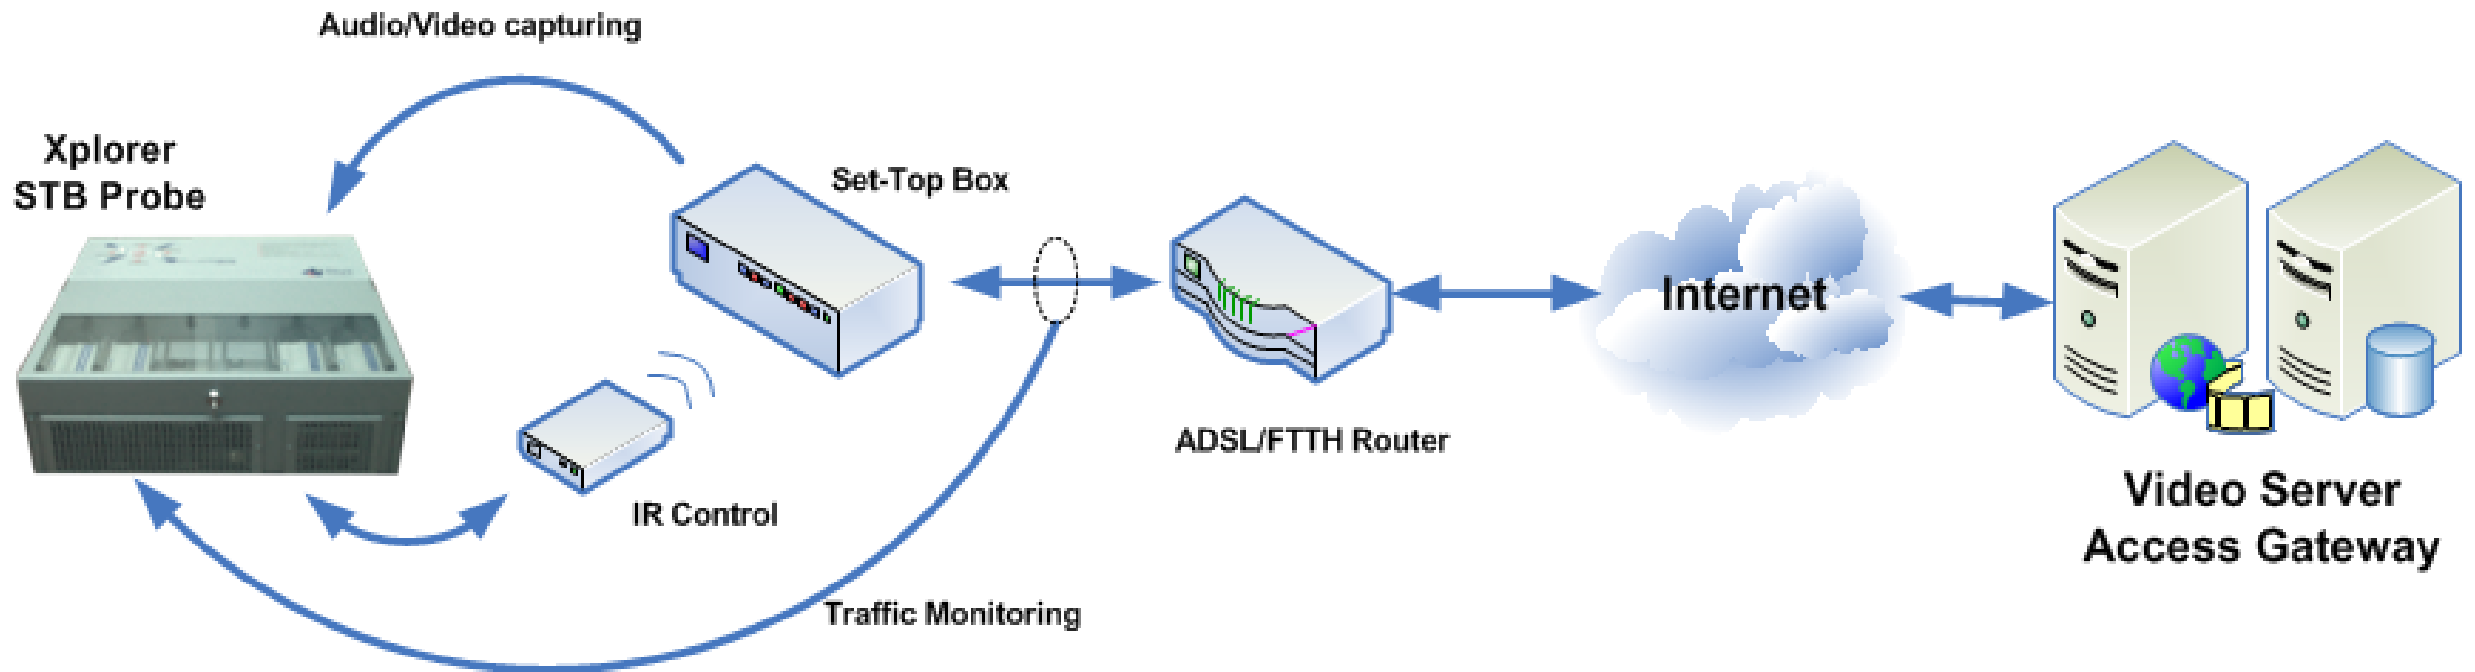 Audio/Video capturing
Xplorer
STB Probe
Set-Top Box
Internet
ADSL/FTTH Router
IR Control
Video Server
Access Gateway
Traffic Monitoring